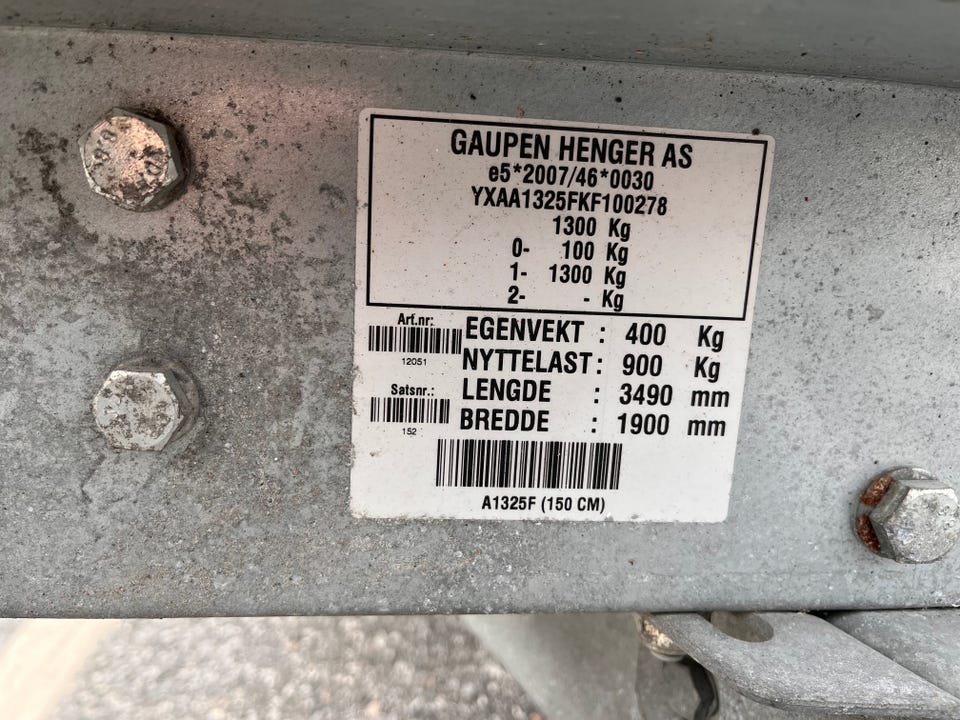 GAUPEN HENGER AS
e5*2007/46*0030
YXAA1325FKF100278
1300 Kg
0- 100 Kg
1- 1300 Kg
2- - Kg
Art.nr:
12051
Satsnr.:
152
EGENVEKT : 400 Kg
NYTTELAST : 900 Kg
LENGDE : 3490 mm
BREDDE : 1900 mm
A1325F (150 CM)